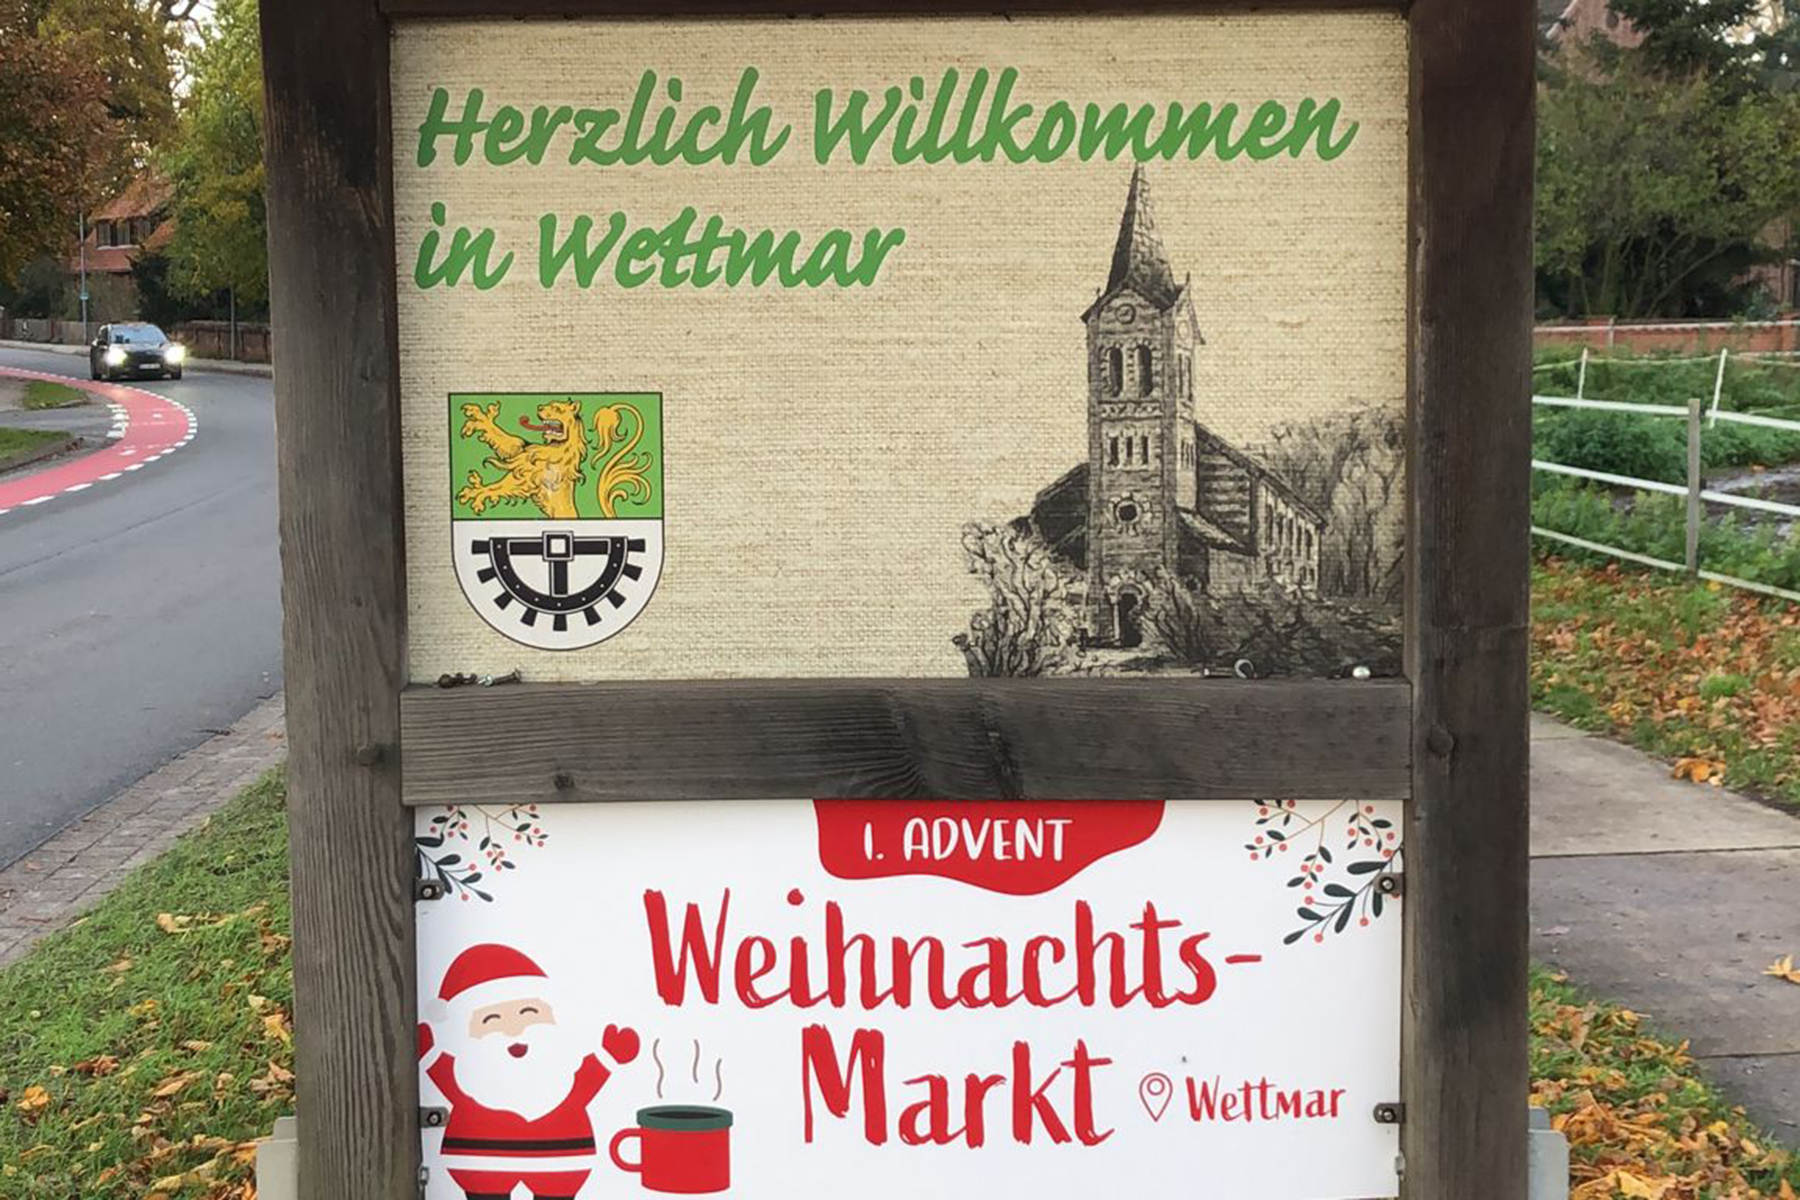 Herzlich Willkommen
in Wettmar
1. ADVENT
Weihnachts-
Markt
Wettmar